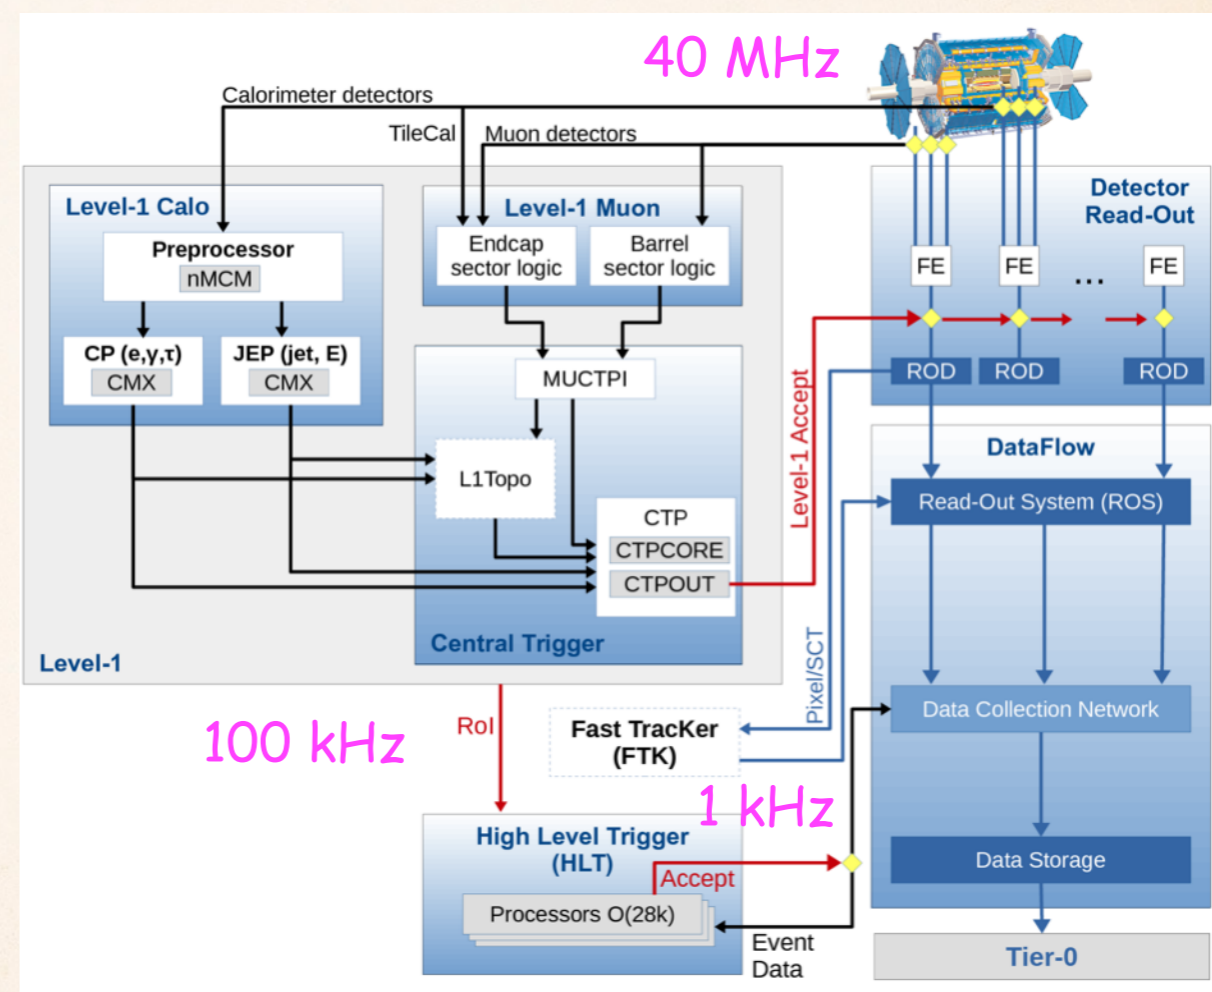 40 MHz
Calorimeter detectors
TileCal
Muon detectors
Level-1 Calo
Preprocessor
nMCM
CP (e,γ,τ)
CMX
JEP (jet, E)
CMX
Level-1 Muon
Endcap
sector logic
Barrel
sector logic
MUCTPI
L1Topo
CTP
CTPCORE
CTPOUT
Central Trigger
Level-1
Level-1 Accept
Detector
Read-Out
FE
FE
...
FE
ROD
ROD
ROD
DataFlow
Read-Out System (ROS)
Data Collection Network
Data Storage
Tier-0
Pixel/SCT
100 kHz
RoI
Fast TracKer
(FTK)
1 kHz
High Level Trigger
(HLT)
Accept
Processors O(28k)
Event
Data